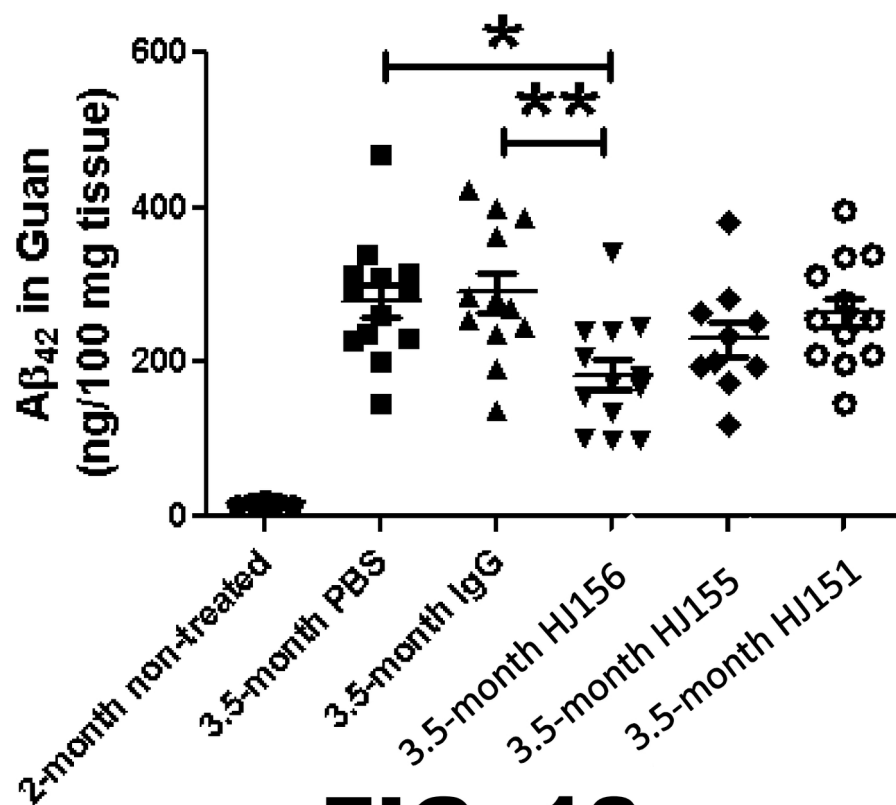 *
**
600
400
200
0
Aβ42 in Guan
(ng/100 mg tissue)
2-month non-treated
3.5-month PBS
3.5-month IgG
3.5-month HJ156
3.5-month HJ155
3.5-month HJ151